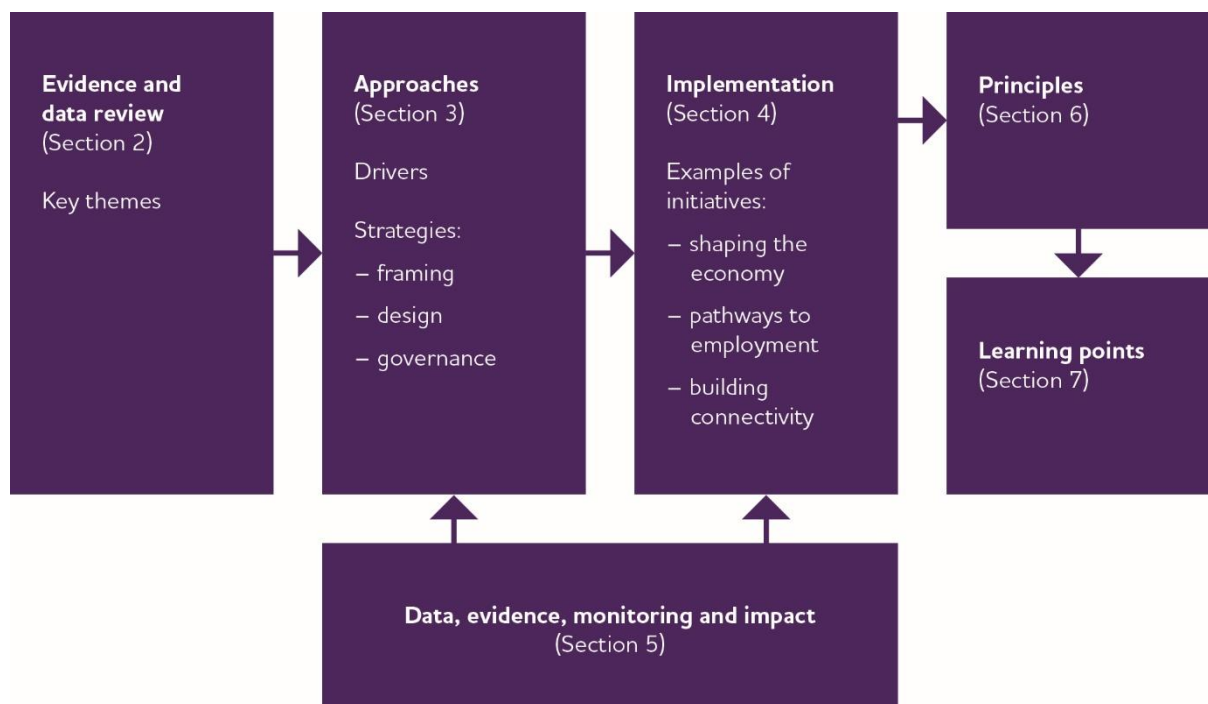 Evidence and
data review
(Section 2)
Key themes
Approaches
(Section 3)
Drivers
Strategies:
– framing
– design
– governance
Implementation
(Section 4)
Examples of
initiatives:
– shaping the
economy
– pathways to
employment
– building
connectivity
Principles
(Section 6)
Learning points
(Section 7)
Data, evidence, monitoring and impact
(Section 5)